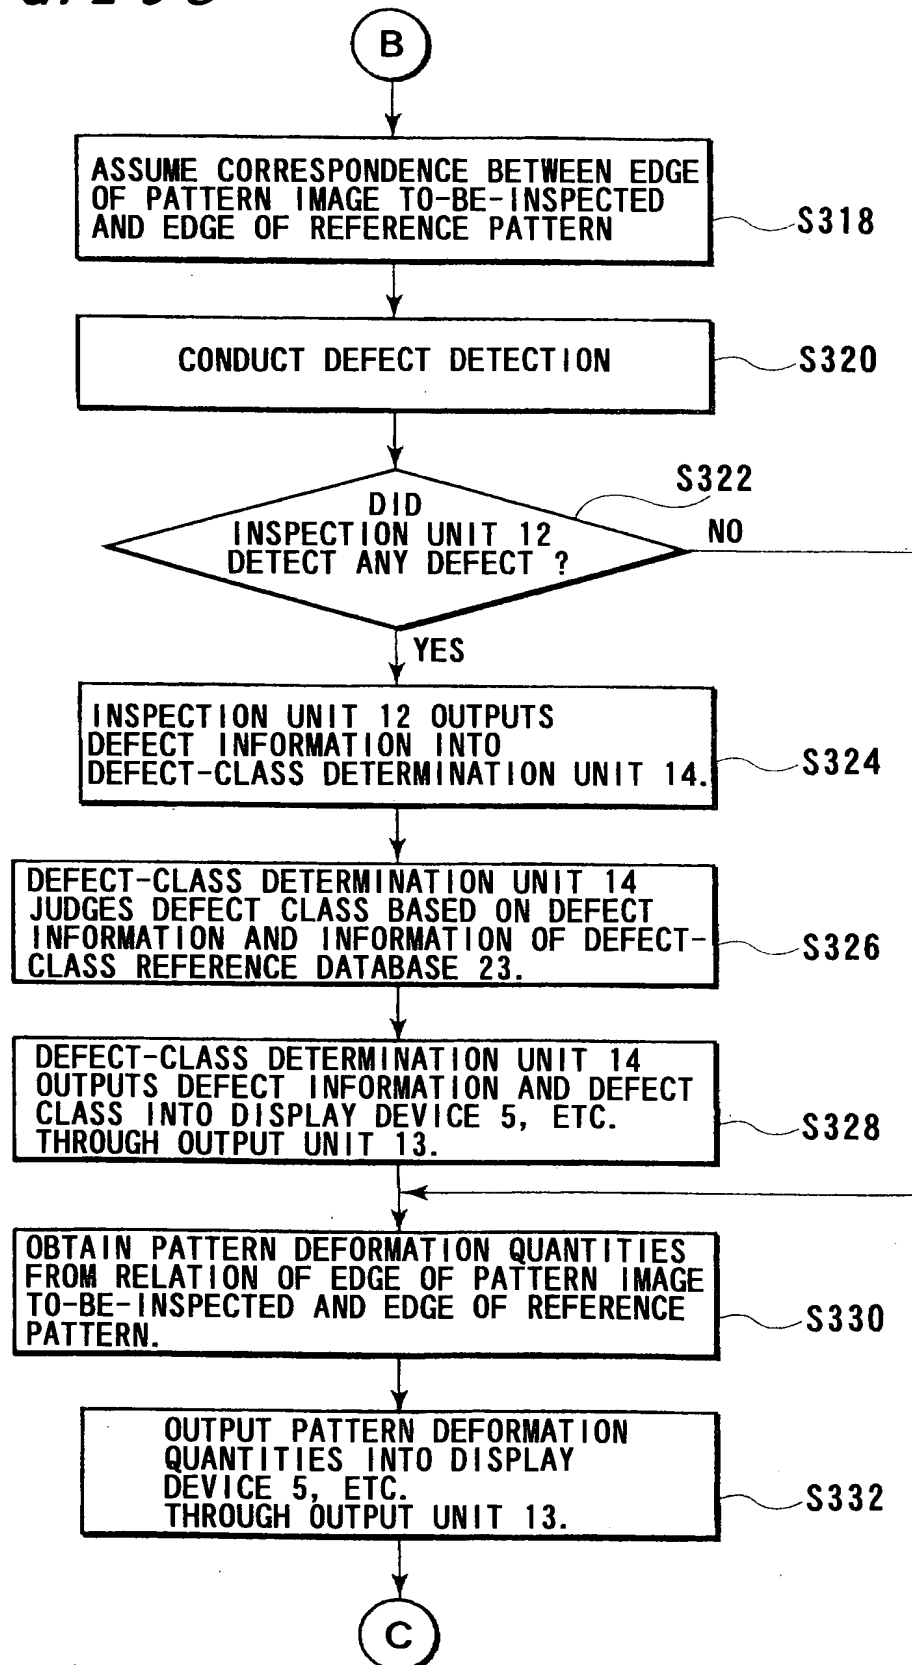 B
ASSUME CORRESPONDENCE BETWEEN EDGE
OF PATTERN IMAGE TO-BE-INSPECTED
AND EDGE OF REFERENCE PATTERN
S318
CONDUCT DEFECT DETECTION
S320
S322
DID
INSPECTION UNIT 12
DETECT ANY DEFECT ?
NO
YES
INSPECTION UNIT 12 OUTPUTS
DEFECT INFORMATION INTO
DEFECT-CLASS DETERMINATION UNIT 14.
S324
DEFECT-CLASS DETERMINATION UNIT 14
JUDGES DEFECT CLASS BASED ON DEFECT
INFORMATION AND INFORMATION OF DEFECT-
CLASS REFERENCE DATABASE 23.
S326
DEFECT-CLASS DETERMINATION UNIT 14
OUTPUTS DEFECT INFORMATION AND DEFECT
CLASS INTO DISPLAY DEVICE 5, ETC.
THROUGH OUTPUT UNIT 13.
S328
OBTAIN PATTERN DEFORMATION QUANTITIES
FROM RELATION OF EDGE OF PATTERN IMAGE
TO-BE-INSPECTED AND EDGE OF REFERENCE
PATTERN.
S330
OUTPUT PATTERN DEFORMATION
QUANTITIES INTO DISPLAY
DEVICE 5, ETC.
THROUGH OUTPUT UNIT 13.
S332
C